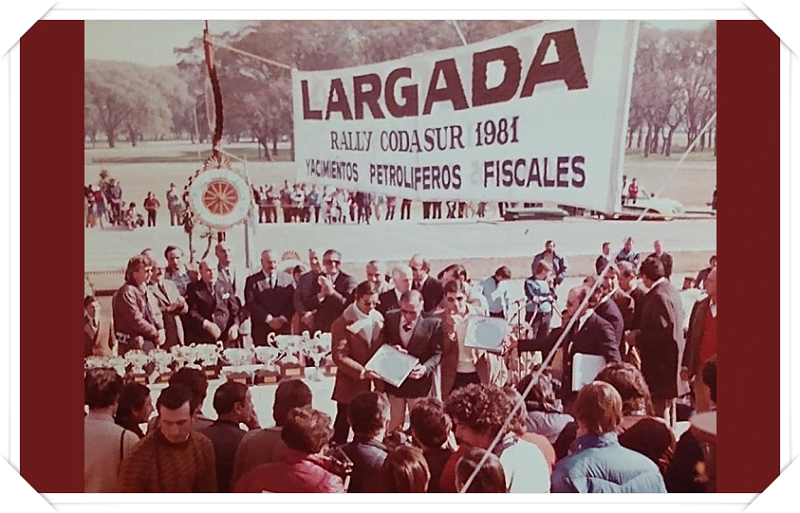 LARGADA
RALLY CODASUR 1981
YACIMIENTOS PETROLIFEROS FISCALES